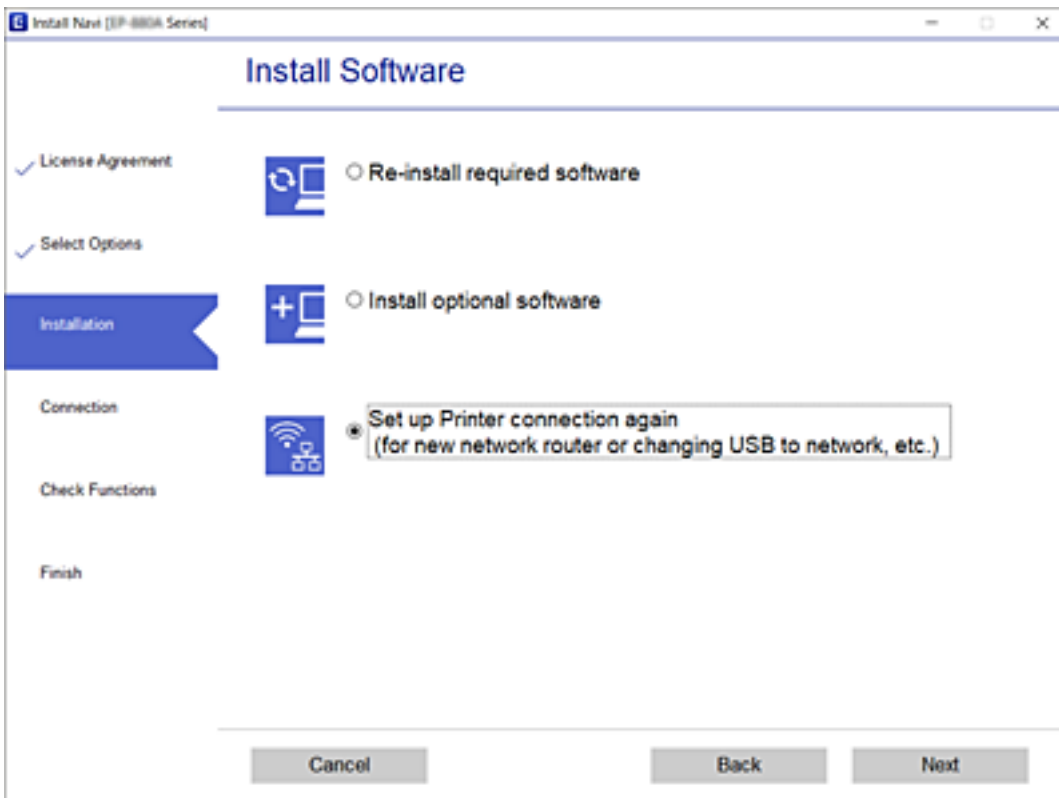 Install Navi [ Series]
Install Software
License Agreement
Select Options
Installation
Connection
Check Functions
Finish
Re-install required software
Install optional software
Set up Printer connection again
(for new network router or changing USB to network, etc.)
Cancel
Back
Next